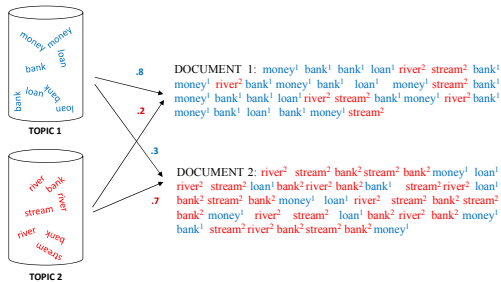 money money
loan
bank
loan bank
bank loan
TOPIC 1
river bank
river
stream
river bank
stream
TOPIC 2
.8
.2
.3
.7
DOCUMENT 1: money¹ bank¹ bank¹ loan¹ river² stream² bank¹
money¹ river² bank¹ money¹ bank¹ loan¹ money¹ stream² bank¹
money¹ bank¹ bank¹ loan¹ river² stream² bank¹ money¹ river² bank¹
money¹ bank¹ loan¹ bank¹ money¹ stream²
DOCUMENT 2: river² stream² bank² stream² bank² money¹ loan¹
river² stream² loan¹ bank² river² bank² bank¹ stream² river² loan¹
bank² stream² bank² money¹ loan¹ river² stream² bank² stream²
bank² money¹ river² stream² loan¹ bank² river² bank² money¹
bank¹ stream² river² bank² stream² bank² money¹